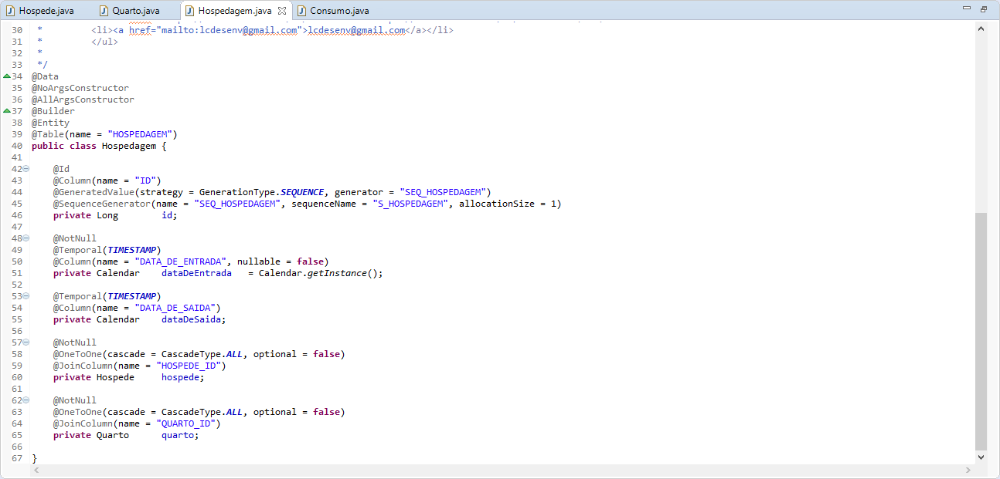 Hospede.java Quarto.java Hospedagem.java Consumo.java
30 * <li><a href="mailto:lcdesenv@gmail.com">lcdesenv@gmail.com</a></li>
31 * </ul>
32 *
33 */
34 @Data
35 @NoArgsConstructor
36 @AllArgsConstructor
37 @Builder
38 @Entity
39 @Table(name = "HOSPEDAGEM")
40 public class Hospedagem {
41
42 @Id
43 @Column(name = "ID")
44 @GeneratedValue(strategy = GenerationType.SEQUENCE, generator = "SEQ_HOSPEDAGEM")
45 @SequenceGenerator(name = "SEQ_HOSPEDAGEM", sequenceName = "S_HOSPEDAGEM", allocationSize = 1)
46 private Long id;
47
48 @NotNull
49 @Temporal(TIMESTAMP)
50 @Column(name = "DATA_DE_ENTRADA", nullable = false)
51 private Calendar dataDeEntrada = Calendar.getInstance();
52
53 @Temporal(TIMESTAMP)
54 @Column(name = "DATA_DE_SAIDA")
55 private Calendar dataDeSaida;
56
57 @NotNull
58 @OneToOne(cascade = CascadeType.ALL, optional = false)
59 @JoinColumn(name = "HOSPEDE_ID")
60 private Hospede hospede;
61
62 @NotNull
63 @OneToOne(cascade = CascadeType.ALL, optional = false)
64 @JoinColumn(name = "QUARTO_ID")
65 private Quarto quarto;
66
67 }